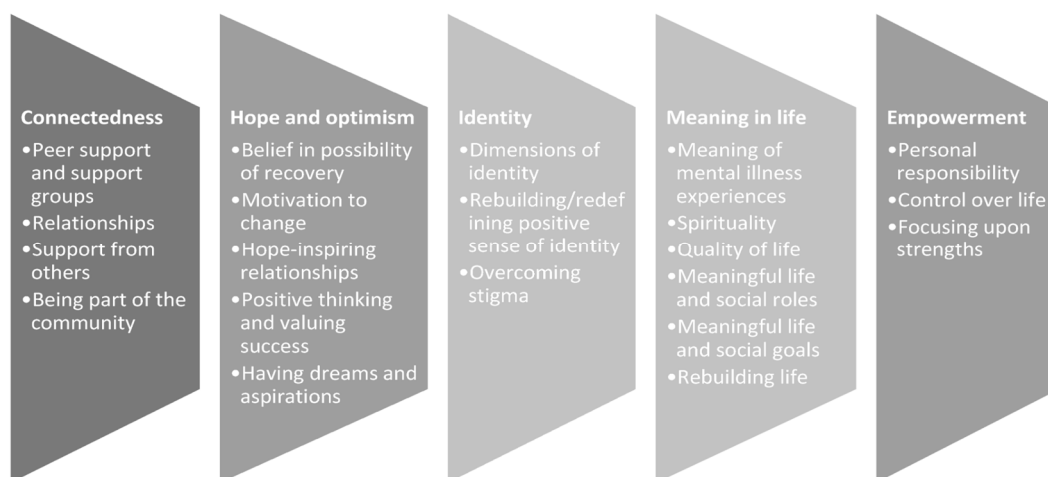 Connectedness
•Peer support
and support
groups
•Relationships
•Support from
others
•Being part of the
community
Hope and optimism
•Belief in possibility
of recovery
•Motivation to
change
•Hope-inspiring
relationships
•Positive thinking
and valuing
success
•Having dreams and
aspirations
Identity
•Dimensions of
identity
•Rebuilding/redef
ining positive
sense of identity
•Overcoming
stigma
Meaning in life
•Meaning of
mental illness
experiences
•Spirituality
•Quality of life
•Meaningful life
and social roles
•Meaningful life
and social goals
•Rebuilding life
Empowerment
•Personal
responsibility
•Control over life
•Focusing upon
strengths